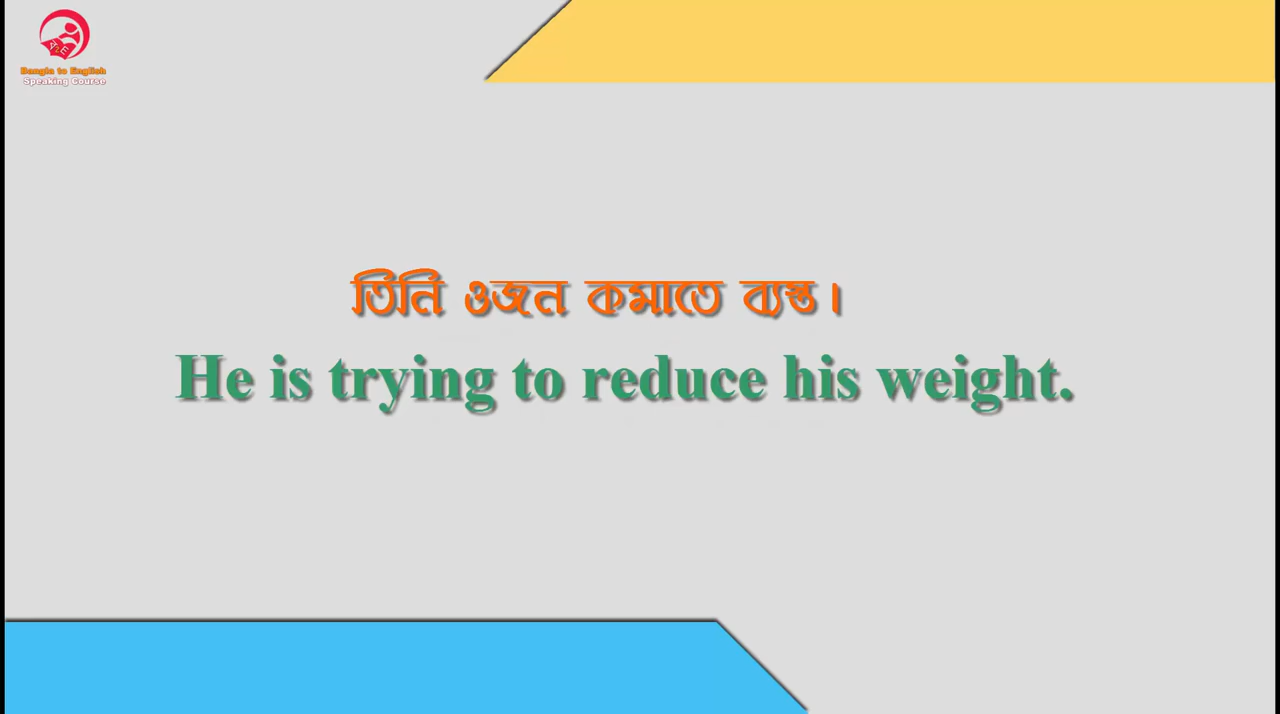 Bangla to English
Speaking Course
তিনি ওজন কমাতে ব্যস্ত।
He is trying to reduce his weight.